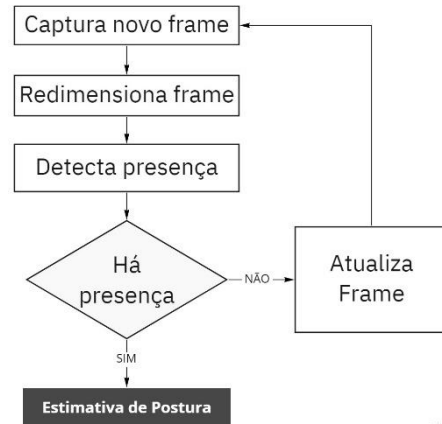 Captura novo frame
Redimensiona frame
Detecta presença
Há
presença
NÃO
Atualiza
Frame
SIM
Estimativa de Postura